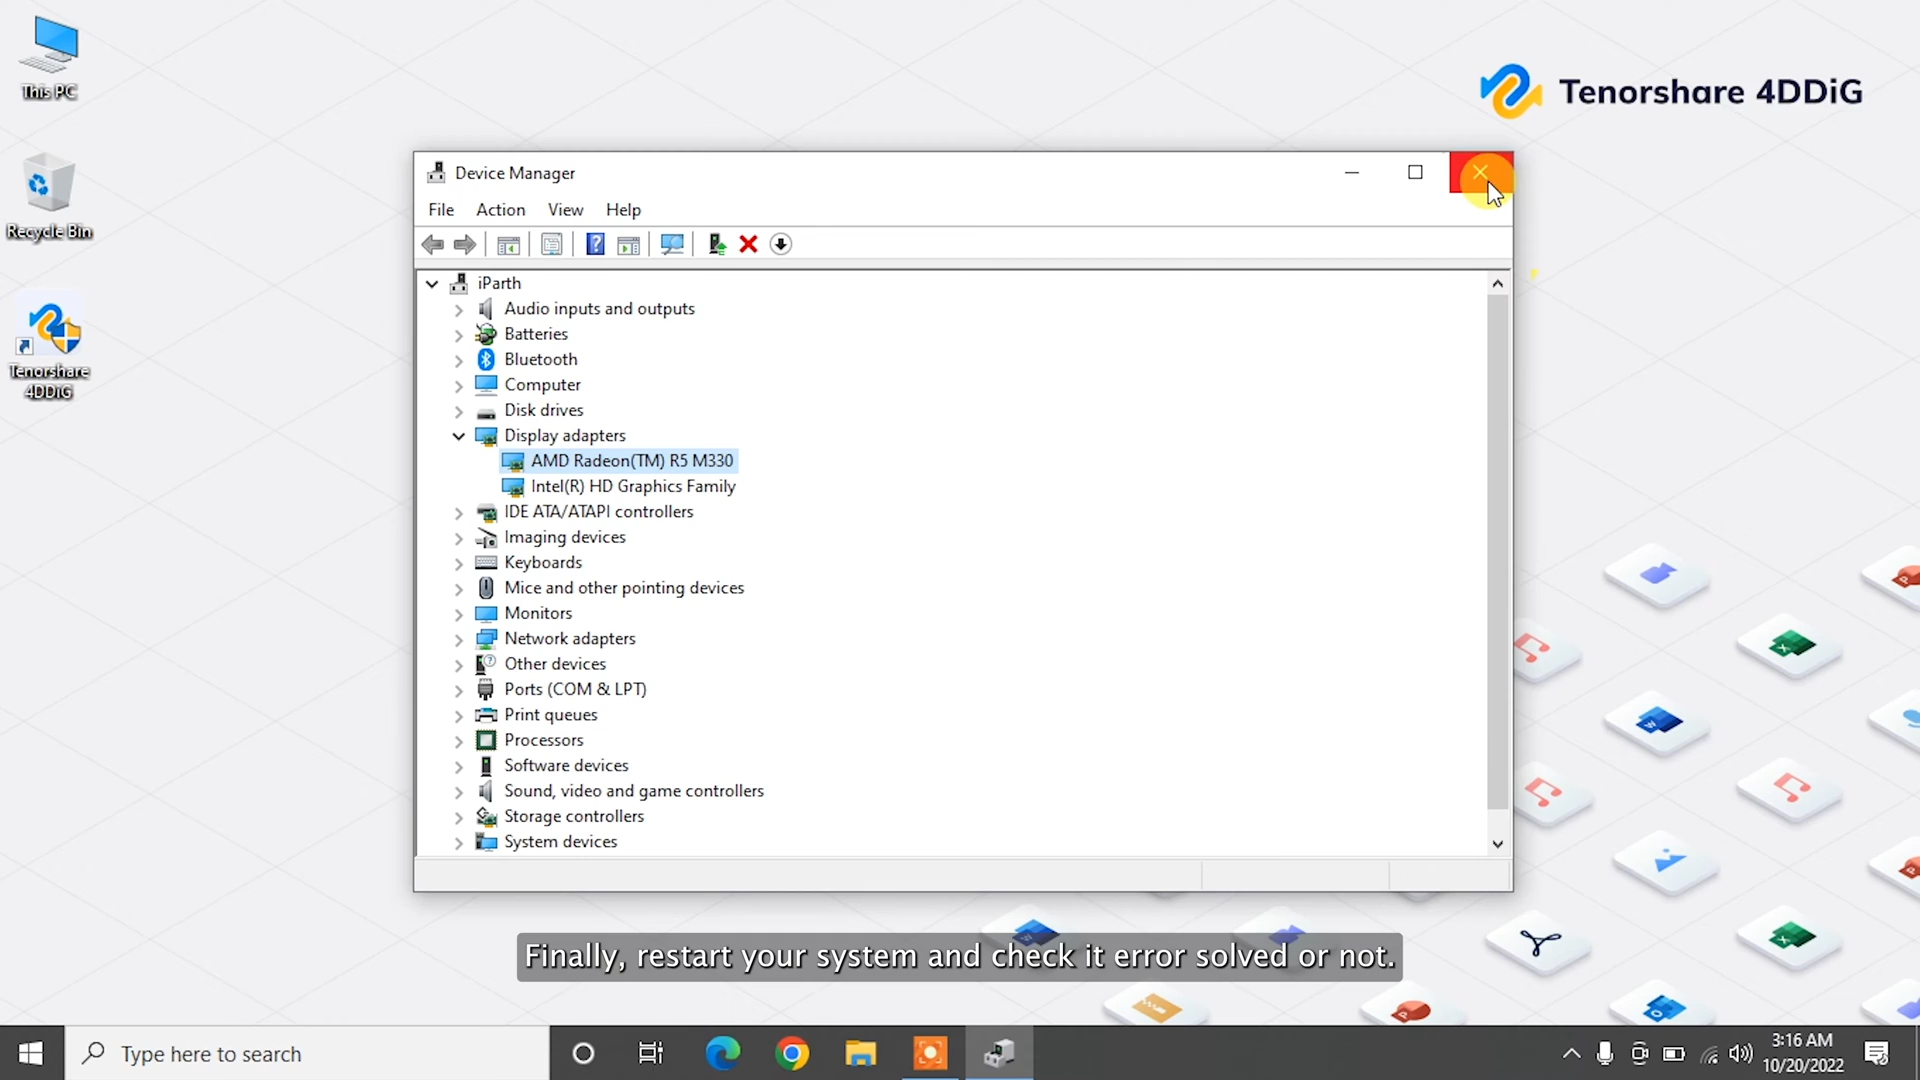 This PC
Tenorshare 4DDiG
Device Manager
File Action View Help
Recycle Bin
iParth
Audio inputs and outputs
Batteries
Bluetooth
Computer
Disk drives
Display adapters
AMD Radeon(TM) R5 M330
Intel(R) HD Graphics Family
IDE ATA/ATAPI controllers
Imaging devices
Keyboards
Mice and other pointing devices
Monitors
Network adapters
Other devices
Ports (COM & LPT)
Print queues
Processors
Software devices
Sound, video and game controllers
Storage controllers
System devices
Tenorshare
4DDiG
Finally, restart your system and check it error solved or not.
Type here to search
3:16 AM
10/20/2022